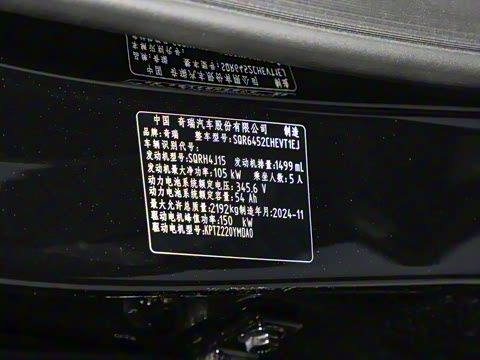 中国 奇瑞汽车股份有限公司 制造
品牌:奇瑞 整车型号:SQR6452CHEVT1EJ
车辆识别代号:
发动机型号:SQRH4J15 发动机排量:1499 mL
发动机最大净功率:105 kW 乘坐人数:5 人
动力电池系统额定电压:345.6 V
动力电池系统额定容量:54 Ah
最大允许总质量:2192kg制造年月:2024-11
驱动电机峰值功率:150 kW
驱动电机型号:KPTZ220YMDA0